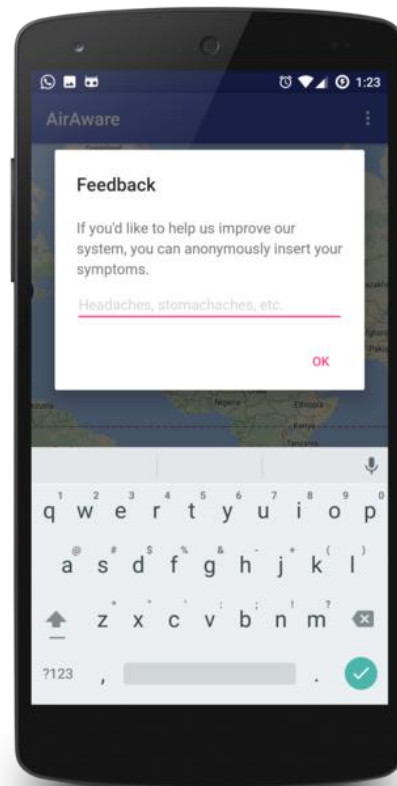 1:23
AirAware
Feedback
If you'd like to help us improve our
system, you can anonymously insert your
symptoms.
Headaches, stomachaches, etc.
OK
Nigeria
Ethiopia
Kenya
Tanzania
1 2 3 4 5 6 7 8 9 0
q w e r t y u i o p
@ # $ % & - + ( )
a s d f g h j k l
* " ' : ; ! ?
z x c v b n m
?123 , .